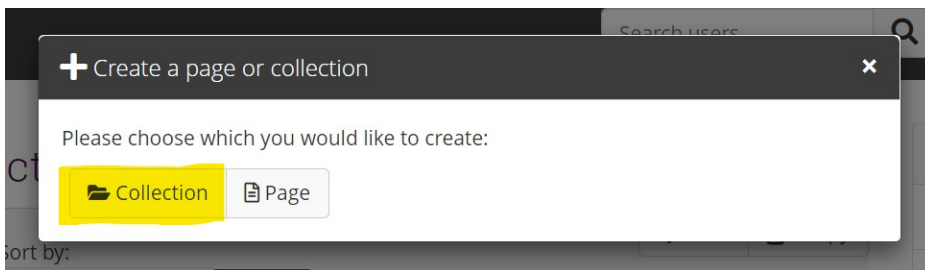 Search users
Create a page or collection
Please choose which you would like to create:
Collection
Page
Sort by: